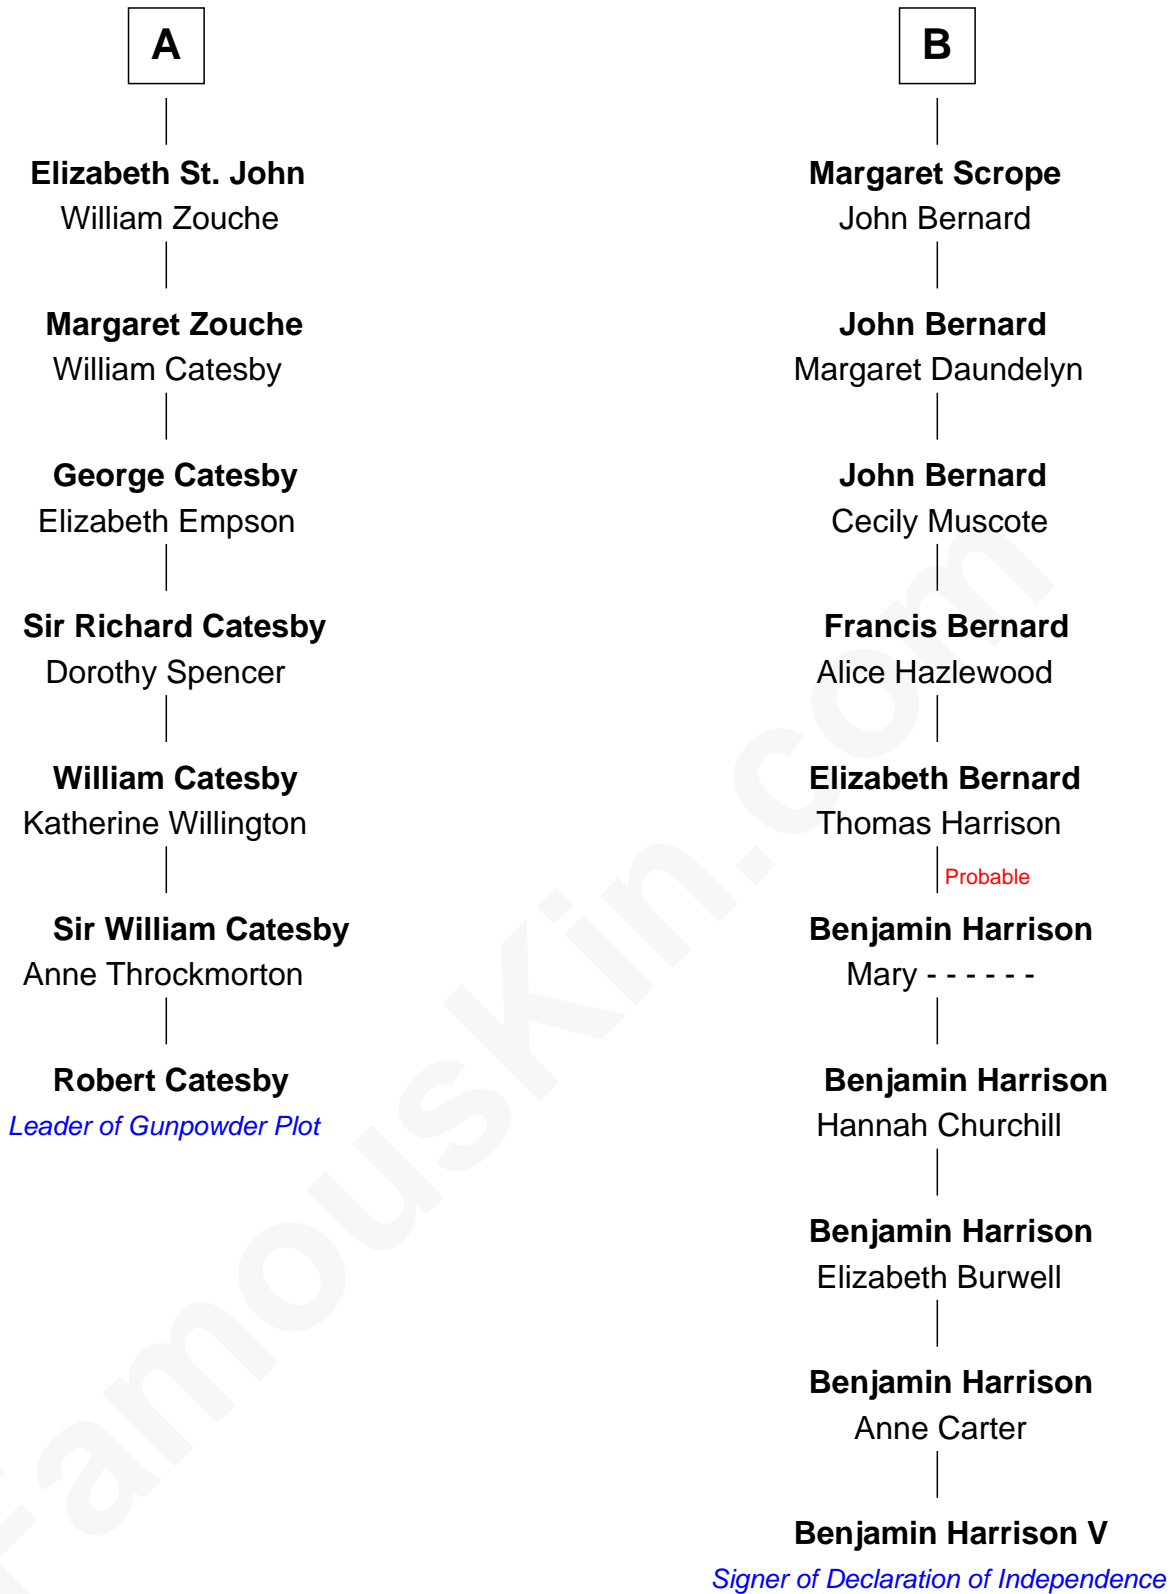 A
Elizabeth St. John
William Zouche
Margaret Zouche
William Catesby
George Catesby
Elizabeth Empson
Sir Richard Catesby
Dorothy Spencer
William Catesby
Katherine Willington
Sir William Catesby
Anne Throckmorton
Robert Catesby
Leader of Gunpowder Plot
B
Margaret Scrope
John Bernard
John Bernard
Margaret Daundelyn
John Bernard
Cecily Muscote
Francis Bernard
Alice Hazlewood
Elizabeth Bernard
Thomas Harrison
Probable
Benjamin Harrison
Mary - - - - - -
Benjamin Harrison
Hannah Churchill
Benjamin Harrison
Elizabeth Burwell
Benjamin Harrison
Anne Carter
Benjamin Harrison V
Signer of Declaration of Independence
FamousKin.com